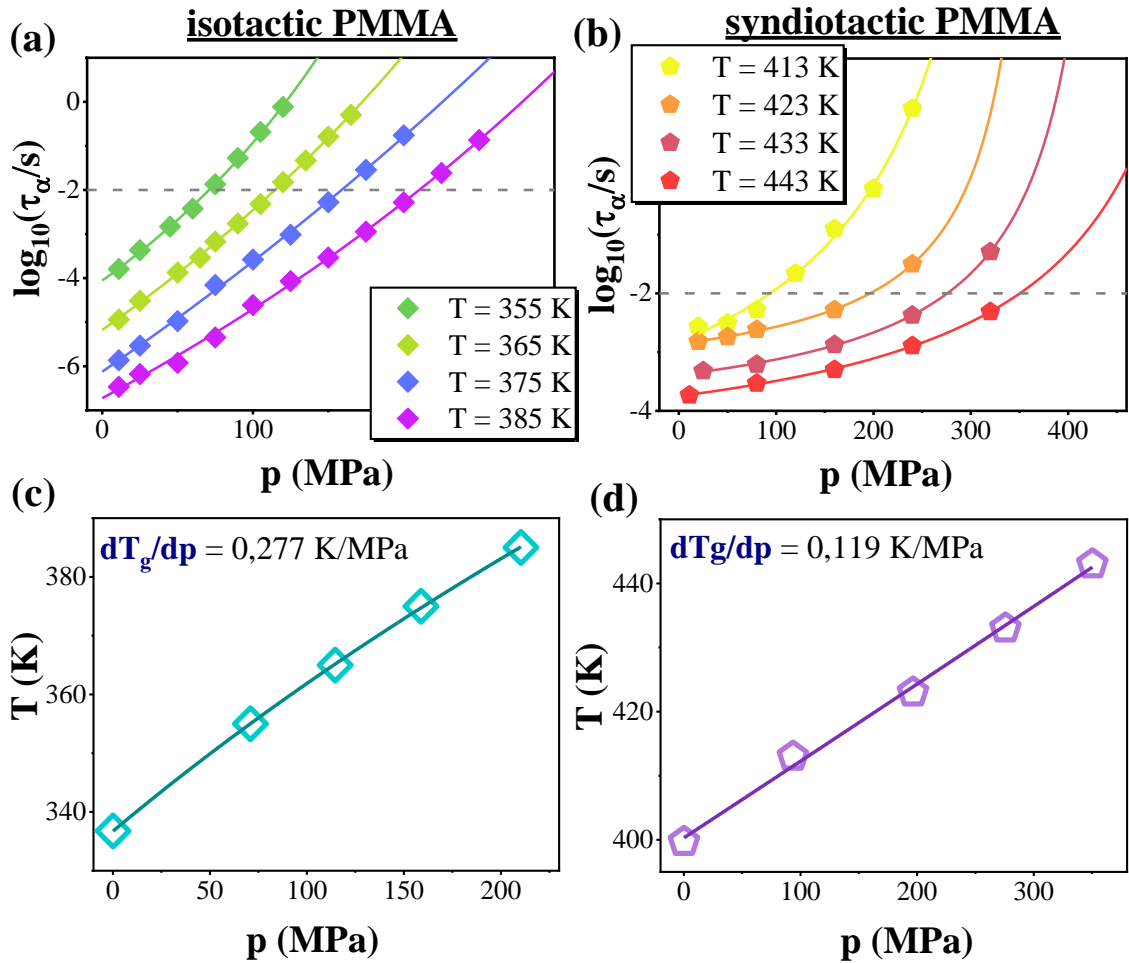 isotactic PMMA
syndiotactic PMMA
(a)
(b)
log10(τα/s)
0
-2
-4
-6
0
100
p (MPa)
T = 355 K
T = 365 K
T = 375 K
T = 385 K
log10(τα/s)
-2
-4
0
100
200
300
400
p (MPa)
T = 413 K
T = 423 K
T = 433 K
T = 443 K
(c)
dTg/dp = 0,277 K/MPa
T (K)
380
360
340
0
50
100
150
200
p (MPa)
(d)
dTg/dp = 0,119 K/MPa
T (K)
440
420
400
0
100
200
300
p (MPa)